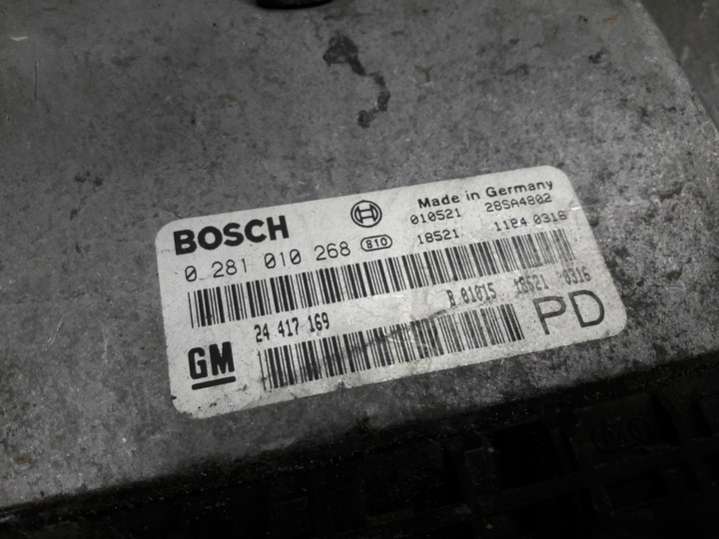 Made in Germany
BOSCH 010521 28SA4802
0 281 010 268 810 18521 1124 0316
24 417 169 B 01015 18521 0316
GM PD